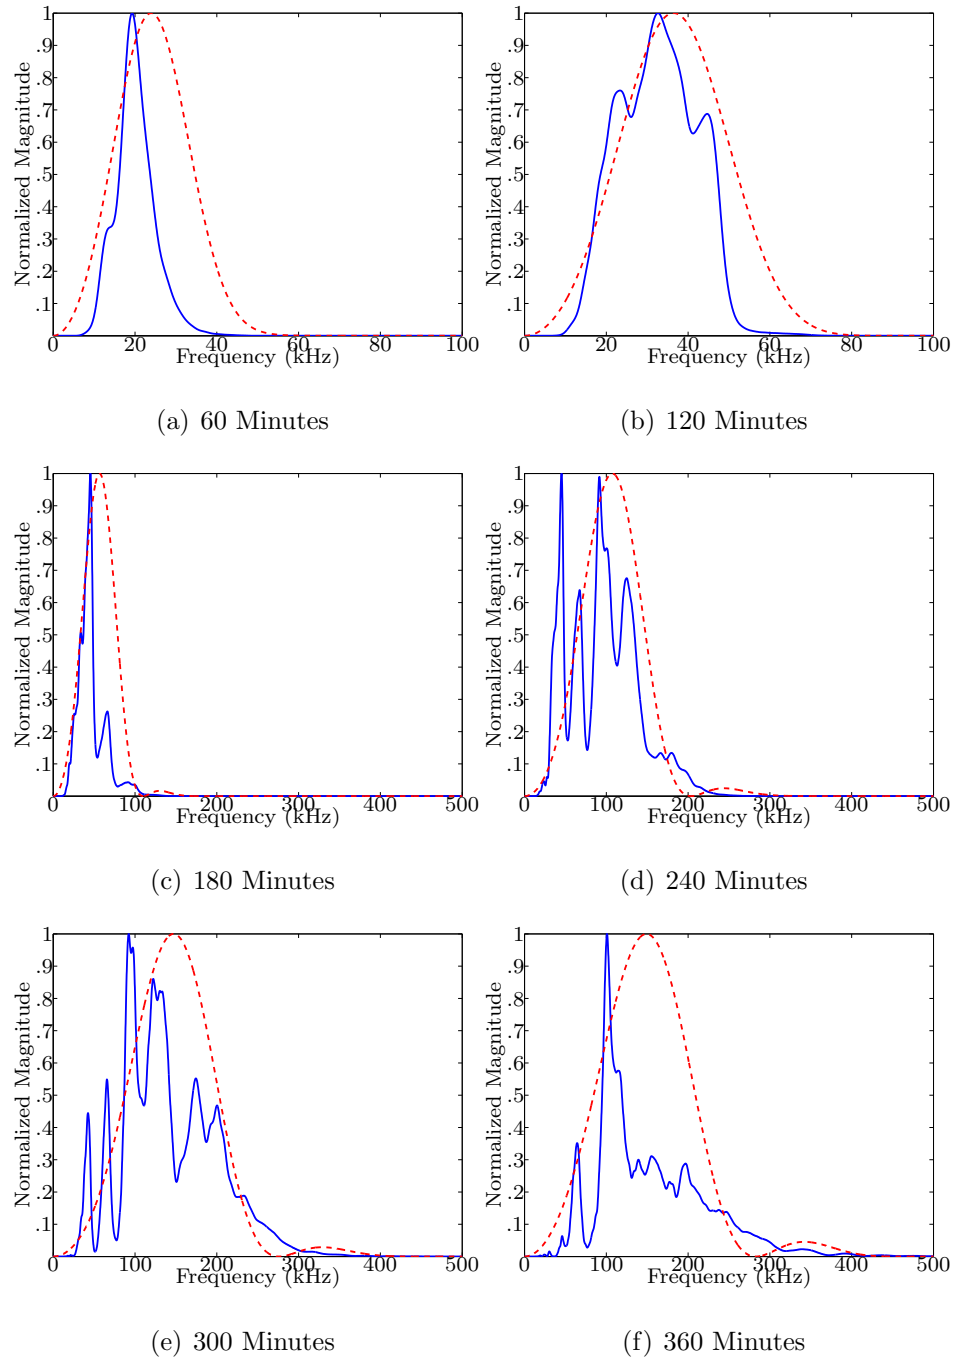 Normalized Magnitude
1
.9
.8
.7
.6
.5
.4
.3
.2
.1
0 20 40 60 80 100
Frequency (kHz)
(a) 60 Minutes
Normalized Magnitude
1
.9
.8
.7
.6
.5
.4
.3
.2
.1
0 20 40 60 80 100
Frequency (kHz)
(b) 120 Minutes
Normalized Magnitude
1
.9
.8
.7
.6
.5
.4
.3
.2
.1
0 100 200 300 400 500
Frequency (kHz)
(c) 180 Minutes
Normalized Magnitude
1
.9
.8
.7
.6
.5
.4
.3
.2
.1
0 100 200 300 400 500
Frequency (kHz)
(d) 240 Minutes
Normalized Magnitude
1
.9
.8
.7
.6
.5
.4
.3
.2
.1
0 100 200 300 400 500
Frequency (kHz)
(e) 300 Minutes
Normalized Magnitude
1
.9
.8
.7
.6
.5
.4
.3
.2
.1
0 100 200 300 400 500
Frequency (kHz)
(f) 360 Minutes